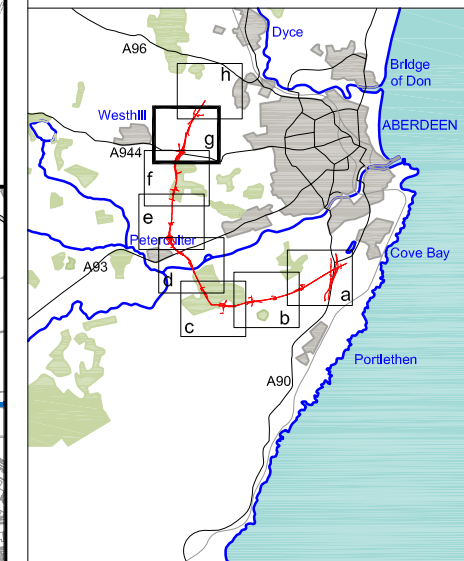 Dyce
A96
h
Bridge
of Don
Westhill
ABERDEEN
g
A944
f
e
Peterculter
Cove Bay
A93
d
a
c
b
Portlethen
A90